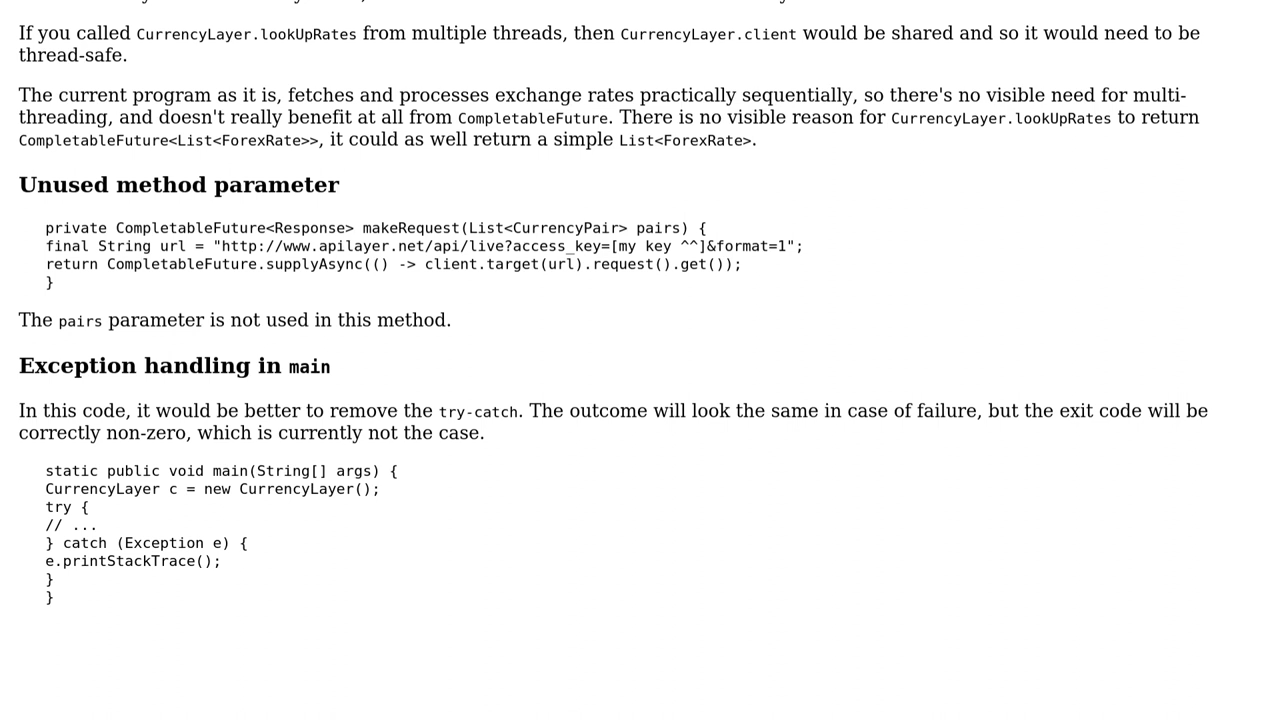 If you called CurrencyLayer.lookUpRates from multiple threads, then CurrencyLayer.client would be shared and so it would need to be
thread-safe.
The current program as it is, fetches and processes exchange rates practically sequentially, so there's no visible need for multi-
threading, and doesn't really benefit at all from CompletableFuture. There is no visible reason for CurrencyLayer.lookUpRates to return
CompletableFuture<List<ForexRate>>, it could as well return a simple List<ForexRate>.
Unused method parameter
private CompletableFuture<Response> makeRequest(List<CurrencyPair> pairs) {
final String url = "http://www.apilayer.net/api/live?access_key=[my key ^^]&format=1";
return CompletableFuture.supplyAsync(() -> client.target(url).request().get());
}
The pairs parameter is not used in this method.
Exception handling in main
In this code, it would be better to remove the try-catch. The outcome will look the same in case of failure, but the exit code will be
correctly non-zero, which is currently not the case.
static public void main(String[] args) {
CurrencyLayer c = new CurrencyLayer();
try {
// ...
} catch (Exception e) {
e.printStackTrace();
}
}